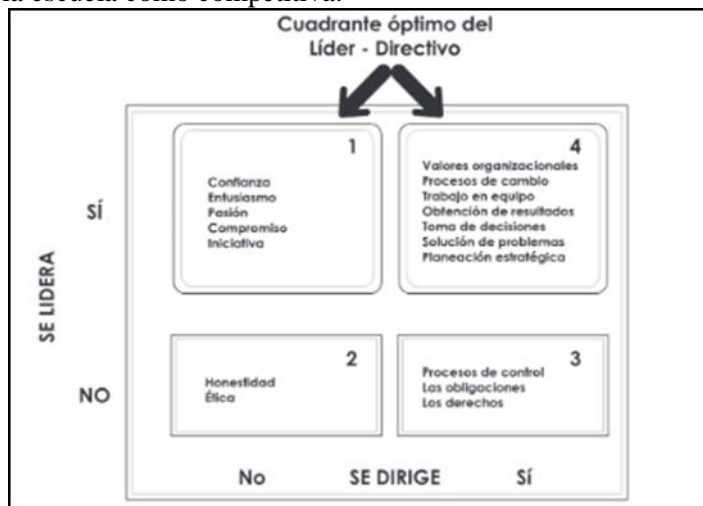 la escuela como competitiva.
Cuadrante óptimo del
Líder - Directivo
1
Confianza
Entusiasmo
Pasión
Compromiso
Iniciativa
4
Valores organizacionales
Procesos de cambio
Trabajo en equipo
Obtención de resultados
Toma de decisiones
Solución de problemas
Planeación estratégica
SÍ
SE LIDERA
NO
2
Honestidad
Ética
3
Procesos de control
Las obligaciones
Los derechos
No SE DIRIGE Sí